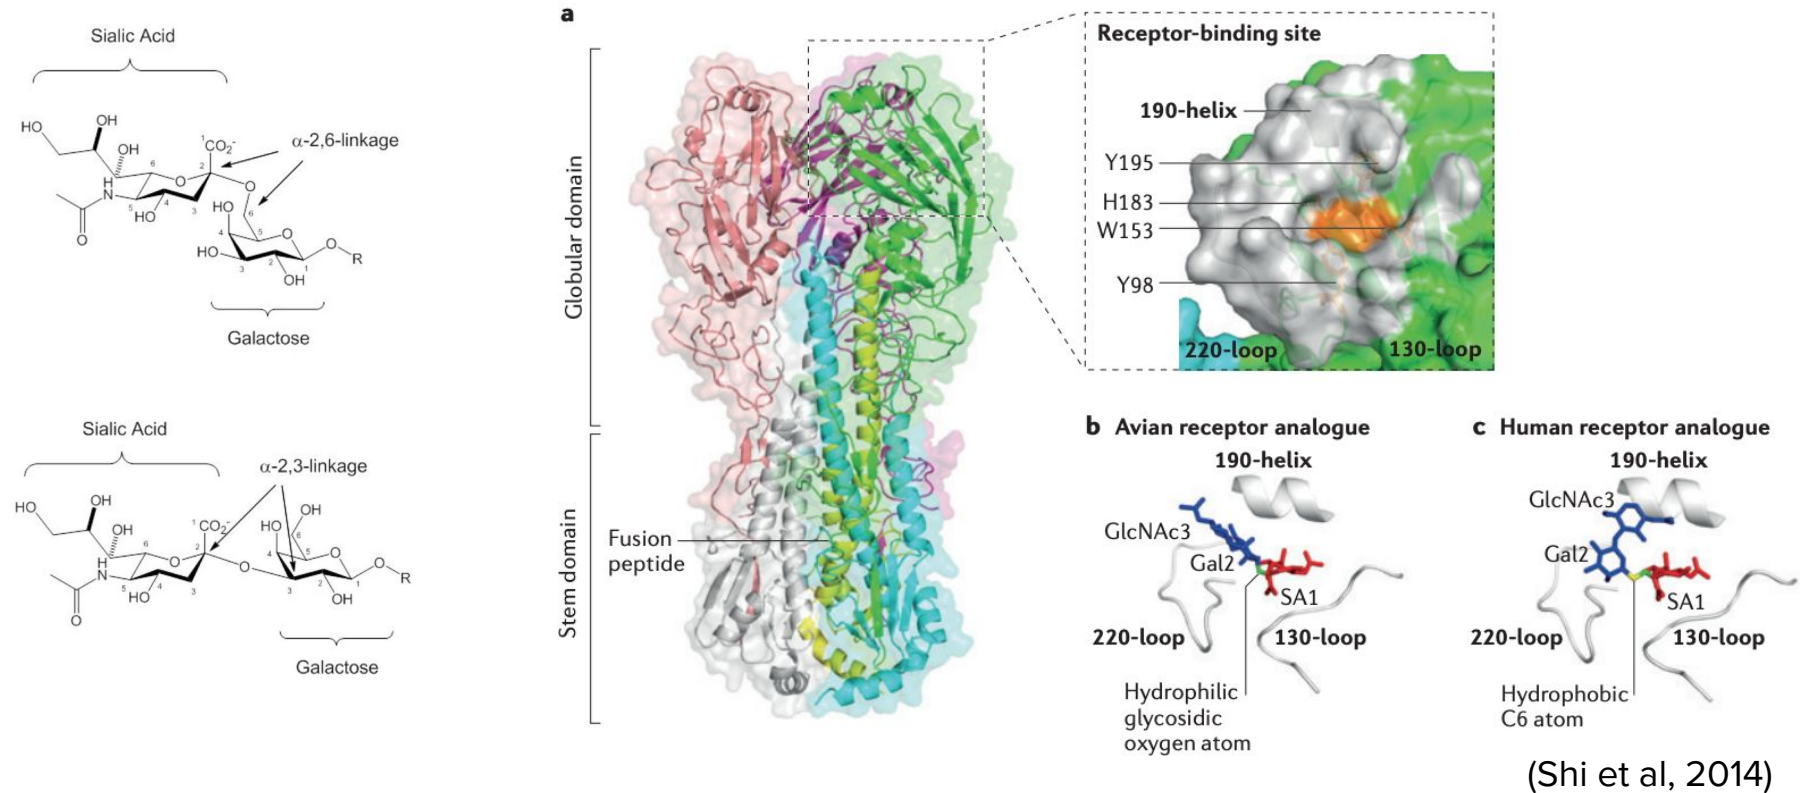 Sialic Acid
HO
OH
OH
1
CO2-
α-2,6-linkage
6
O
2
H
N
5
HO
4
3
O
O
HO
6
4
5
O
HO
3
2
OH
1
O
R
Galactose
Sialic Acid
α-2,3-linkage
HO
OH
OH
1
CO2-
HO
OH
6
6
O
2
4
5
O
O
R
H
N
5
HO
4
3
O
3
2
OH
1
O
Galactose
a
Globular domain
Stem domain
Fusion
peptide
Receptor-binding site
190-helix
Y195
H183
W153
Y98
220-loop
130-loop
b Avian receptor analogue
190-helix
GlcNAc3
Gal2
SA1
220-loop
130-loop
Hydrophilic
glycosidic
oxygen atom
c Human receptor analogue
190-helix
GlcNAc3
Gal2
SA1
220-loop
130-loop
Hydrophobic
C6 atom
(Shi et al, 2014)